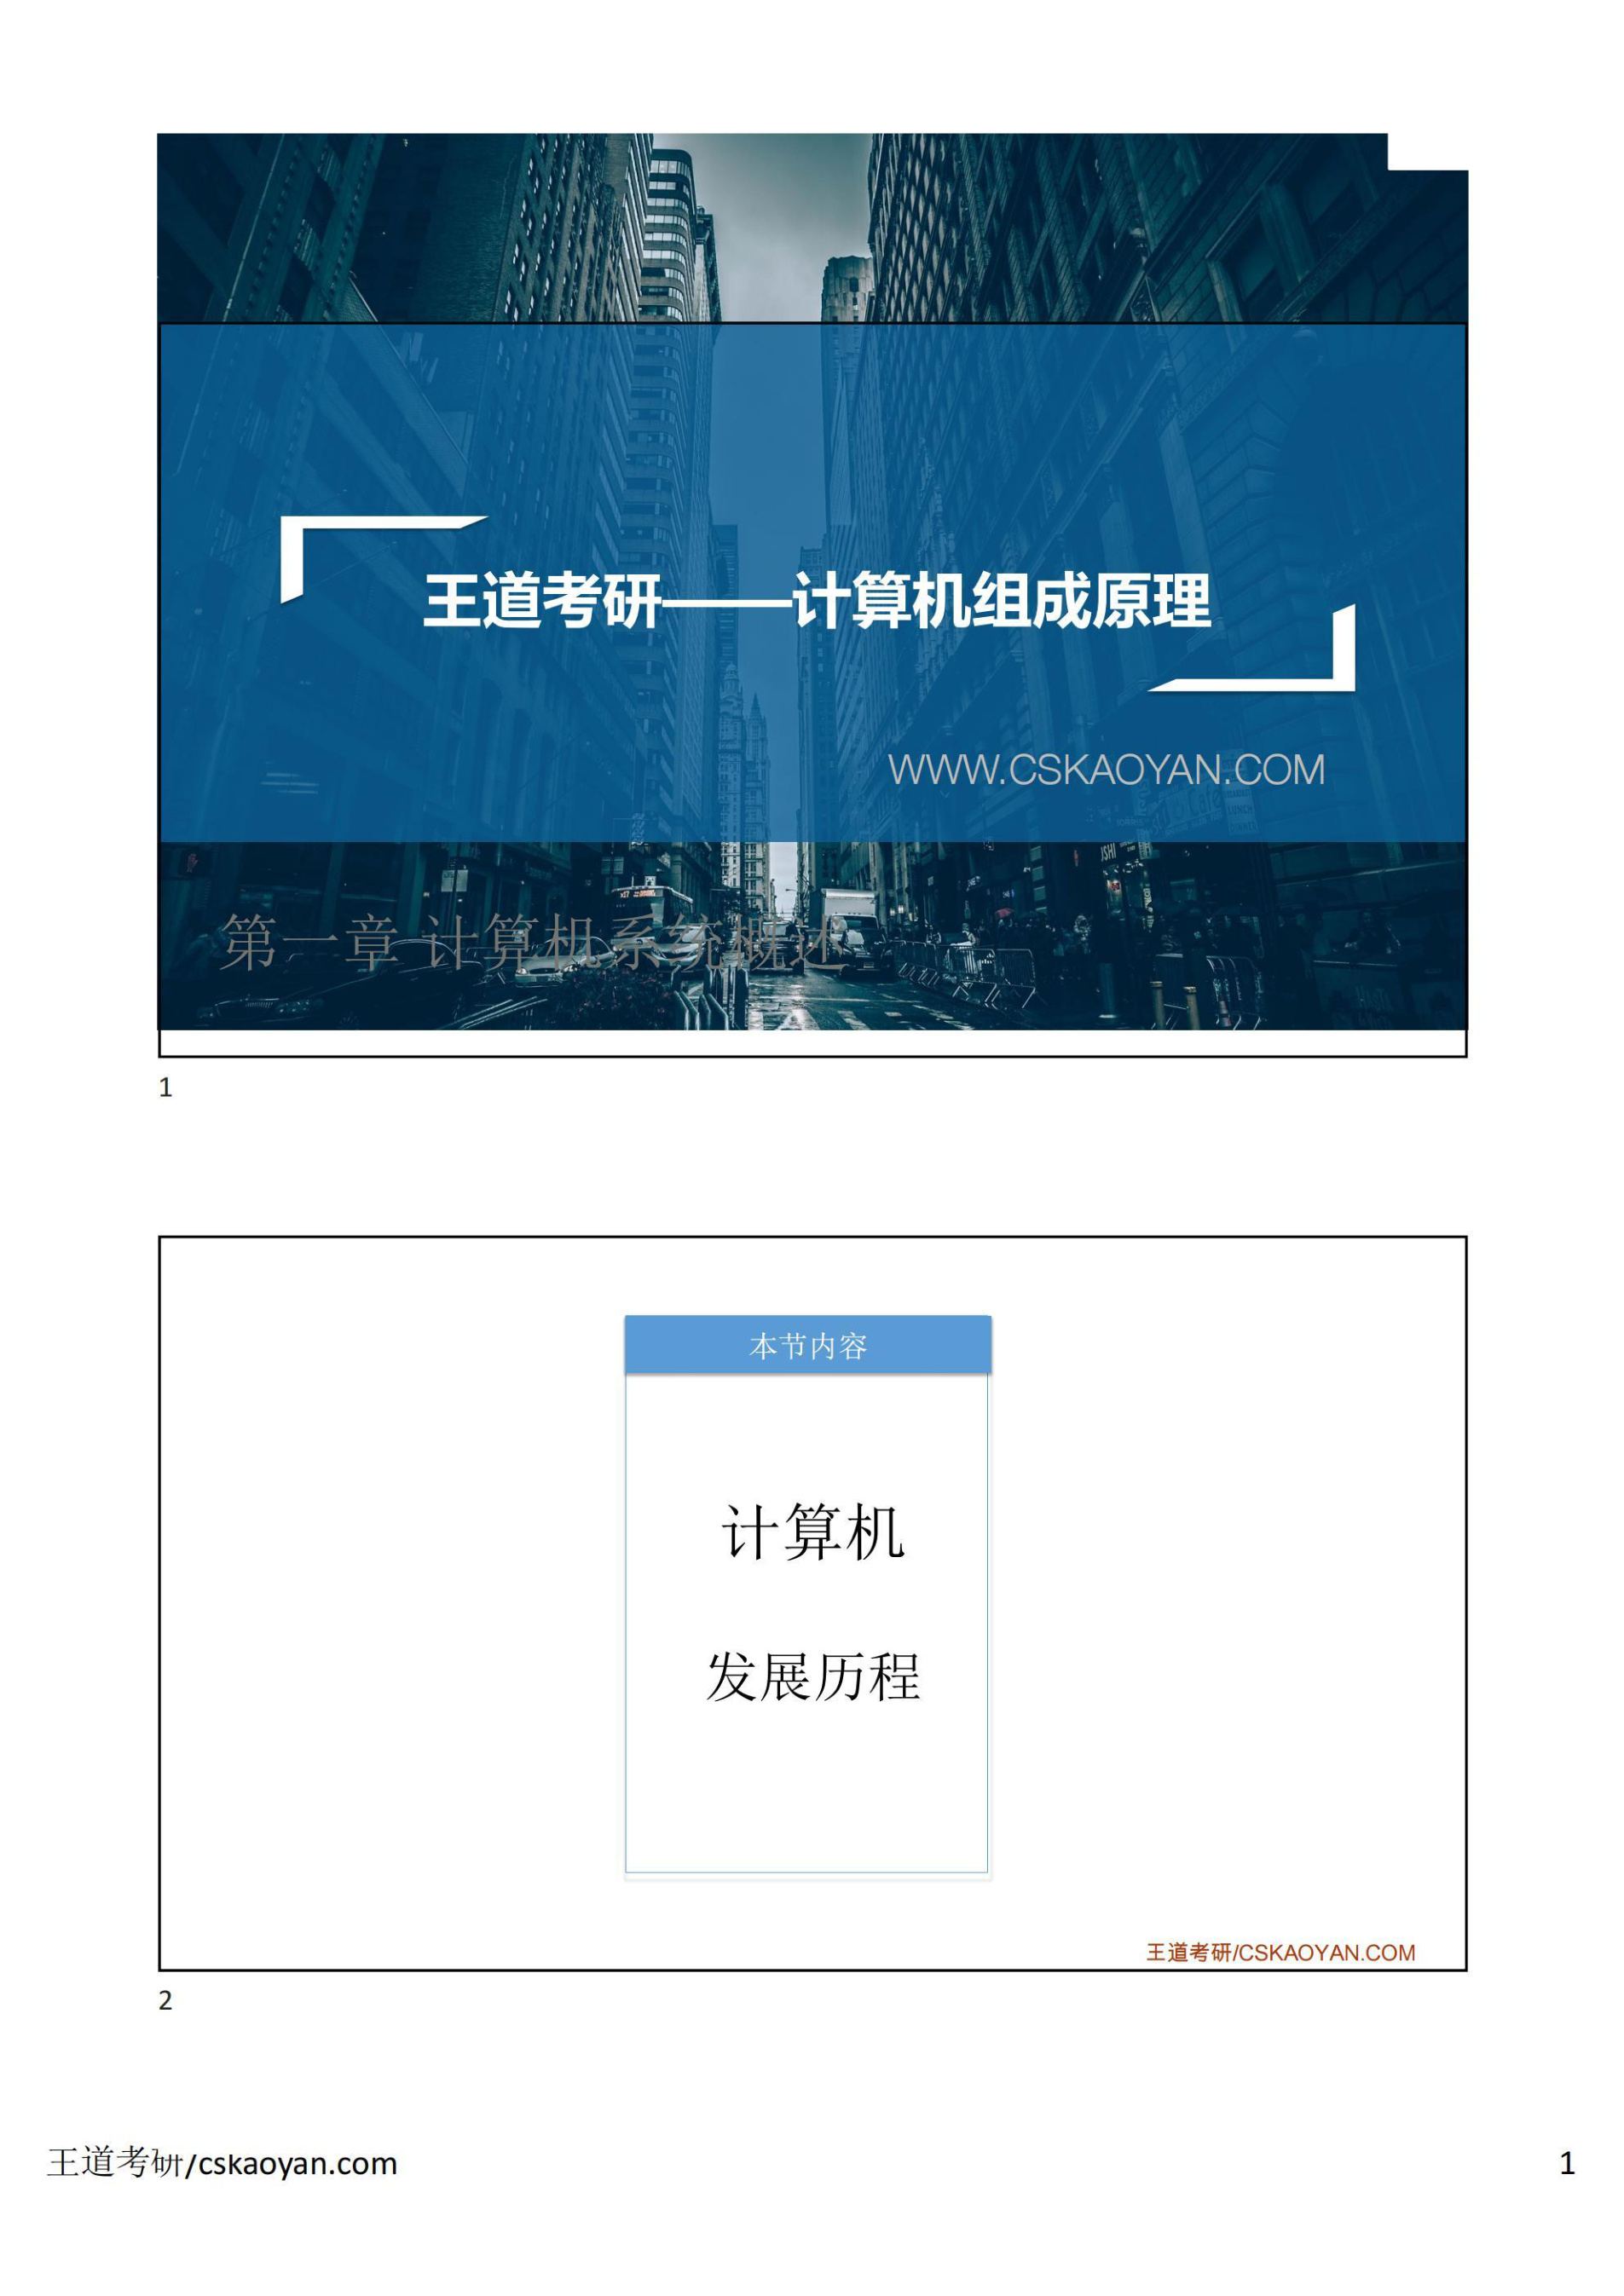 王道考研——计算机组成原理
WWW.CSKAOYAN.COM
第一章 计算机系统概述
1
本节内容
计算机
发展历程
王道考研/CSKAOYAN.COM
2
王道考研/cskaoyan.com
1